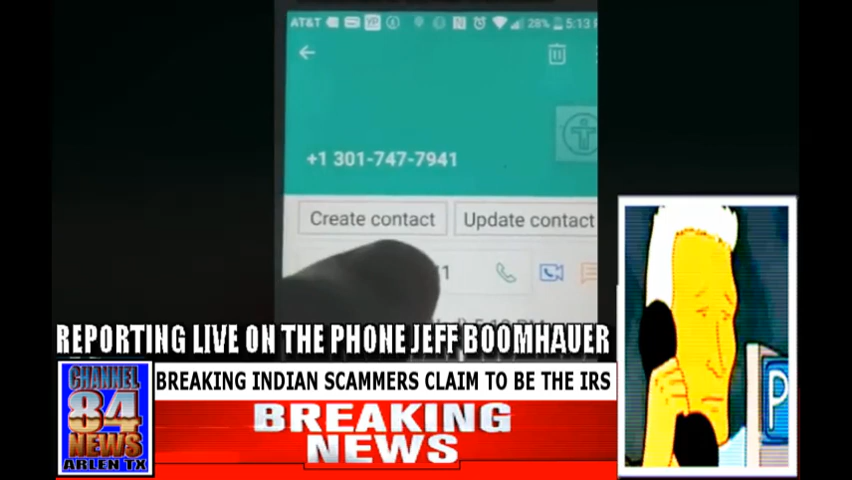 AT&T YP N 28% 5:13
+1 301-747-7941
Create contact Update contact
REPORTING LIVE ON THE PHONE JEFF BOOMHAUER
CHANNEL
84
NEWS
ARLEN TX
BREAKING INDIAN SCAMMERS CLAIM TO BE THE IRS
BREAKING
NEWS
P